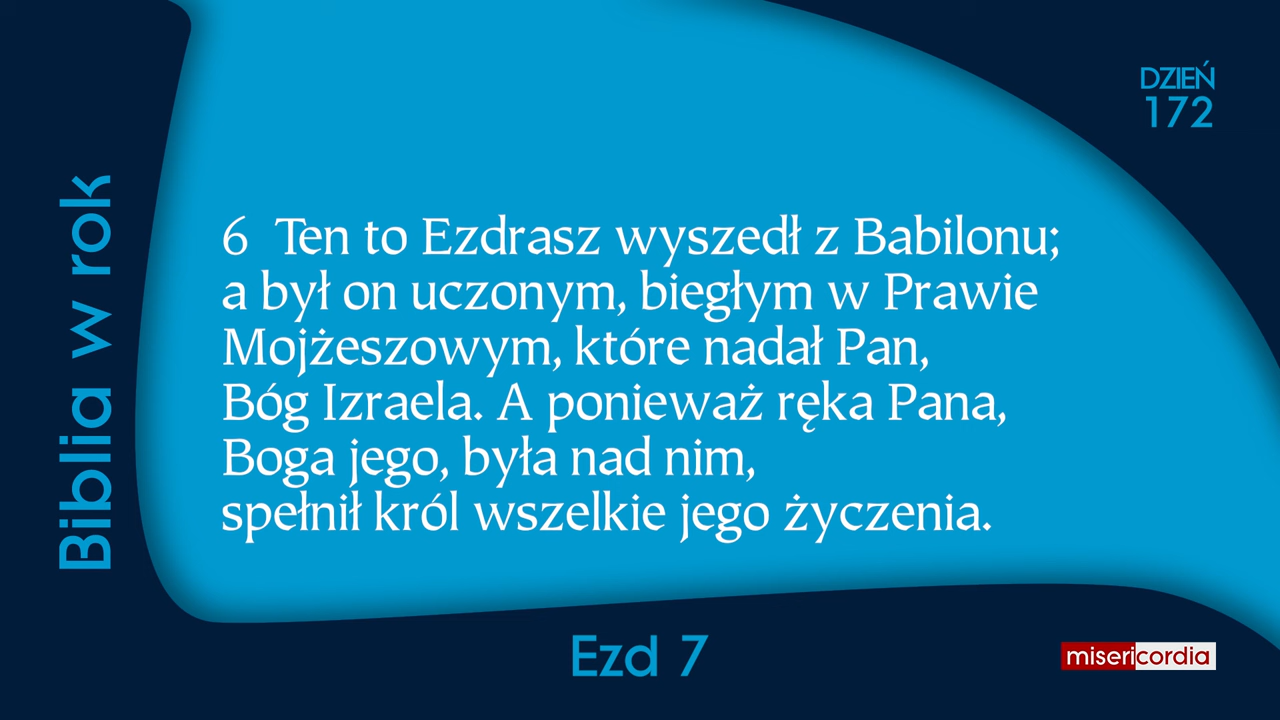 DZIEŃ
172
Biblia w rok
6 Ten to Ezdrasz wyszedł z Babilonu;
a był on uczonym, biegłym w Prawie
Mojżeszowym, które nadał Pan,
Bóg Izraela. A ponieważ ręka Pana,
Boga jego, była nad nim,
spełnił król wszelkie jego życzenia.
Ezd 7
misericordia